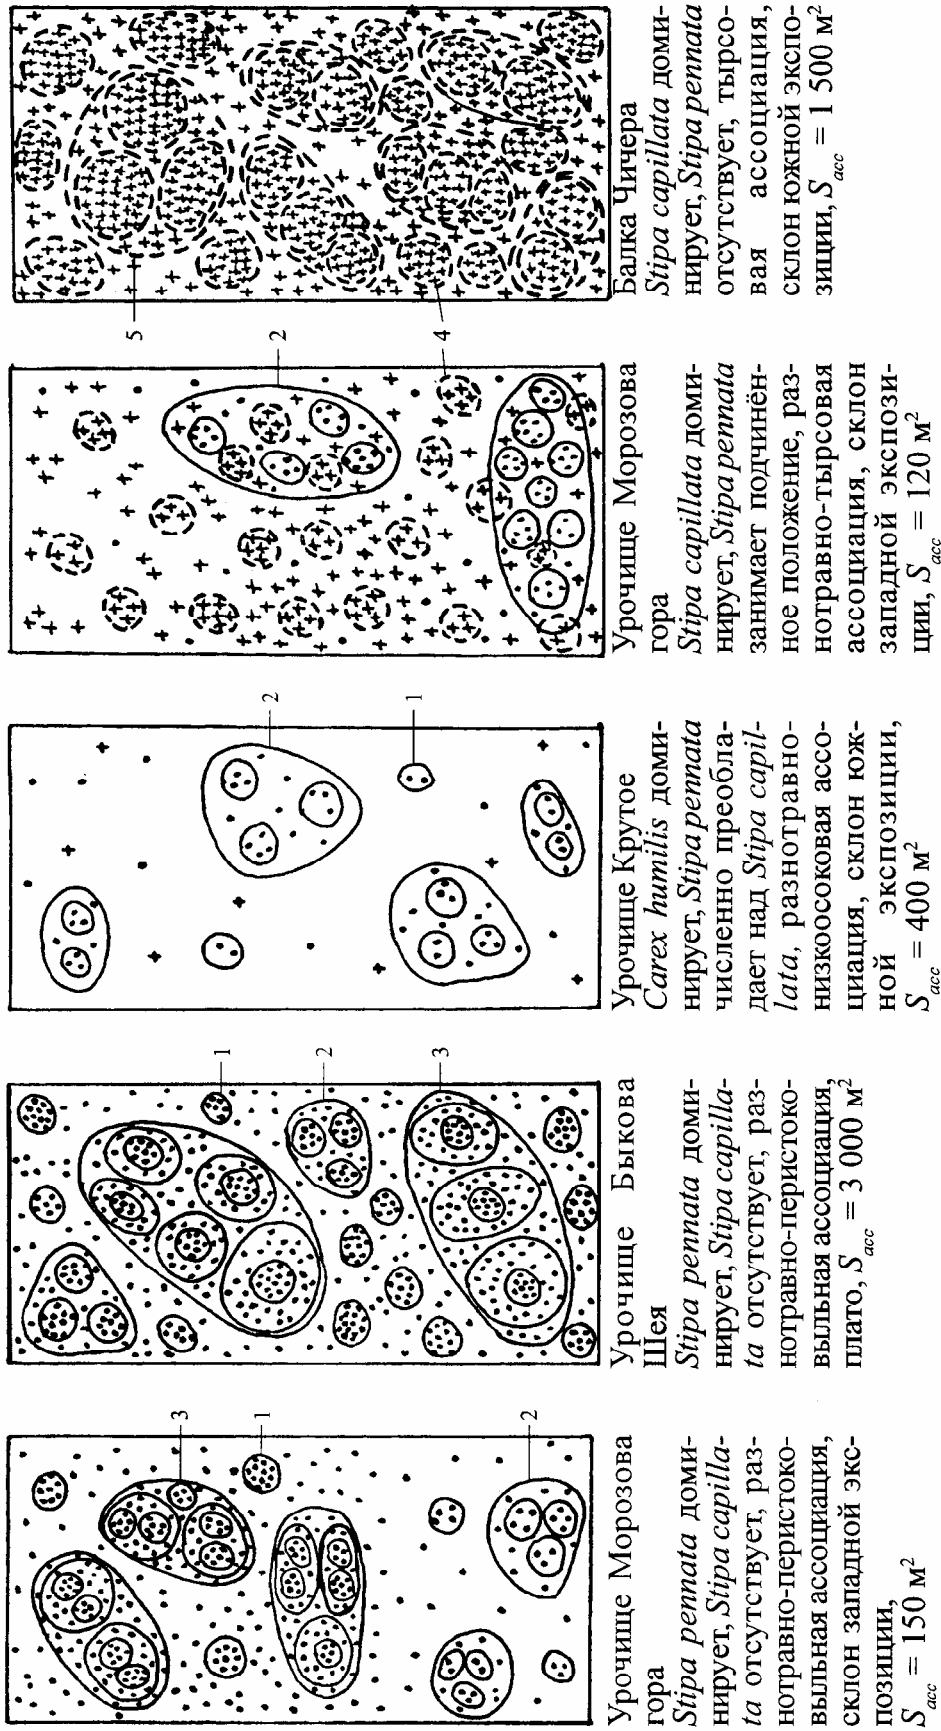 3
1
2
Урочище Морозова
гора
Stipa pennata доми-
нирует, Stipa capilla-
ta отсутствует, раз-
нотравно-перистоко-
выльная ассоциация,
склон западной экс-
позиции,
Sасс = 150 м²
1
2
3
Урочище Быкова
Шея
Stipa pennata доми-
нирует, Stipa capilla-
ta отсутствует, раз-
нотравно-перистоко-
выльная ассоциация,
плато, Sасс = 3 000 м²
2
1
Урочище Крутое
Carex humilis доми-
нирует, Stipa pennata
численно преобла-
дает над Stipa capil-
lata, разнотравно-
низкоосоковая ассо-
циация, склон юж-
ной экспозиции,
Sасс = 400 м²
2
4
Урочище Морозова
гора
Stipa capillata доми-
нирует, Stipa pennata
занимает подчинён-
ное положение, раз-
нотравно-тырсовая
ассоциация, склон
западной экспози-
ции, Sасс = 120 м²
5
4
Балка Чичера
Stipa capillata доми-
нирует, Stipa pennata
отсутствует, тырсо-
вая ассоциация,
склон южной экспо-
зиции, Sасс = 1 500 м²